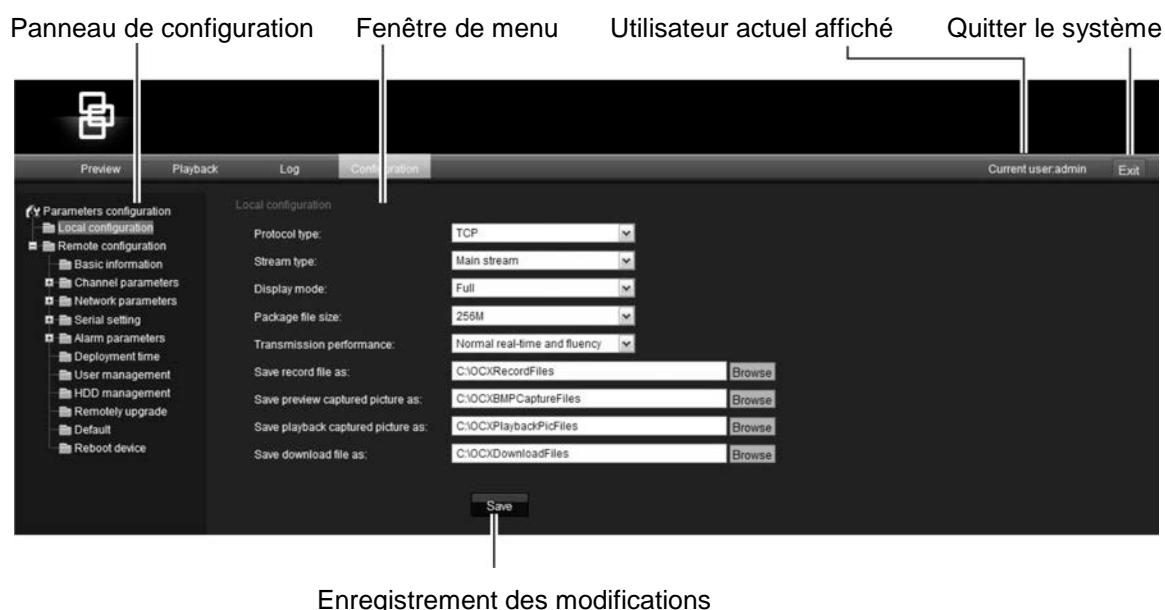 Panneau de configuration Fenêtre de menu Utilisateur actuel affiché Quitter le système
Preview Playback Log Configuration Current user:admin Exit
Parameters configuration
Local configuration
Remote configuration
Basic information
Channel parameters
Network parameters
Serial setting
Alarm parameters
Deployment time
User management
HDD management
Remotely upgrade
Default
Reboot device
Local configuration
Protocol type: TCP
Stream type: Main stream
Display mode: Full
Package file size: 256M
Transmission performance: Normal real-time and fluency
Save record file as: C:\OCXRecordFiles Browse
Save preview captured picture as: C:\OCXBMPCaptureFiles Browse
Save playback captured picture as: C:\OCXPlaybackPicFiles Browse
Save download file as: C:\OCXDownloadFiles Browse
Save
Enregistrement des modifications